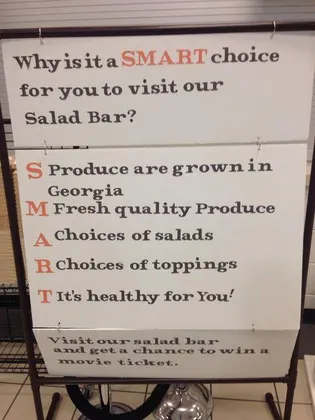 Why is it a SMART choice
for you to visit our
Salad Bar?
S Produce are grown in
Georgia
M Fresh quality Produce
A Choices of salads
R Choices of toppings
T It's healthy for You!
Visit our salad bar
and get a chance to win a
movie ticket.